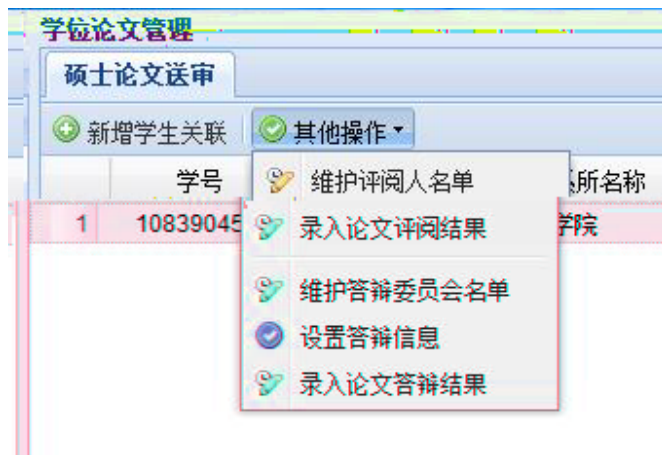 学位论文管理
硕士论文送审
新增学生关联 其他操作
学号 所名称
维护评阅人名单
1 10839045 学院
录入论文评阅结果
维护答辩委员会名单
设置答辩信息
录入论文答辩结果